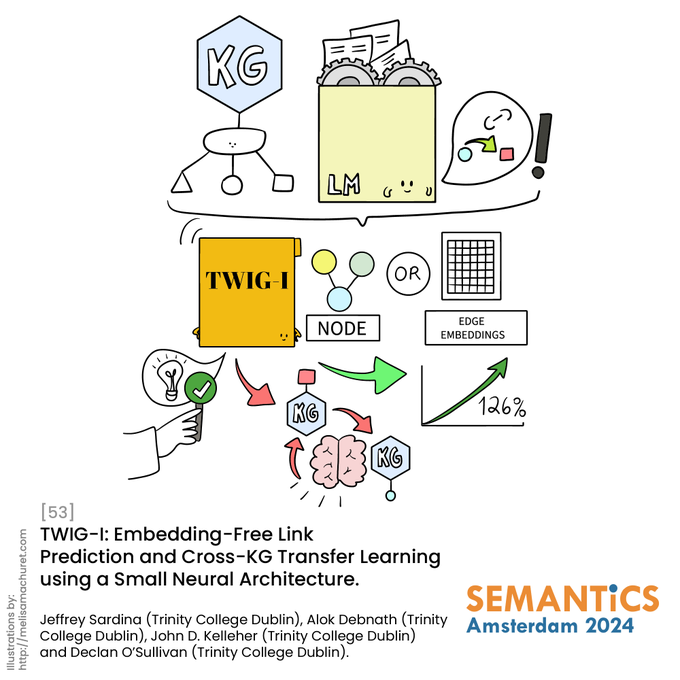 KG
LM
TWIG-I
OR
NODE
EDGE
EMBEDDINGS
126%
KG
KG
[53]
TWIG-I: Embedding-Free Link
Prediction and Cross-KG Transfer Learning
using a Small Neural Architecture.
Jeffrey Sardina (Trinity College Dublin), Alok Debnath (Trinity
College Dublin), John D. Kelleher (Trinity College Dublin)
and Declan O’Sullivan (Trinity College Dublin).
Illustrations by:
http://melisamachuret.com
SEMANTiCS
Amsterdam 2024